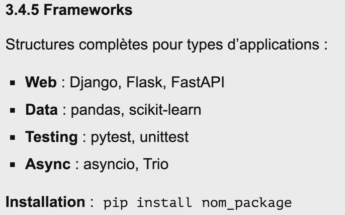 3.4.5 Frameworks
Structures complètes pour types d’applications :
▪ Web : Django, Flask, FastAPI
▪ Data : pandas, scikit-learn
▪ Testing : pytest, unittest
▪ Async : asyncio, Trio
Installation : pip install nom_package